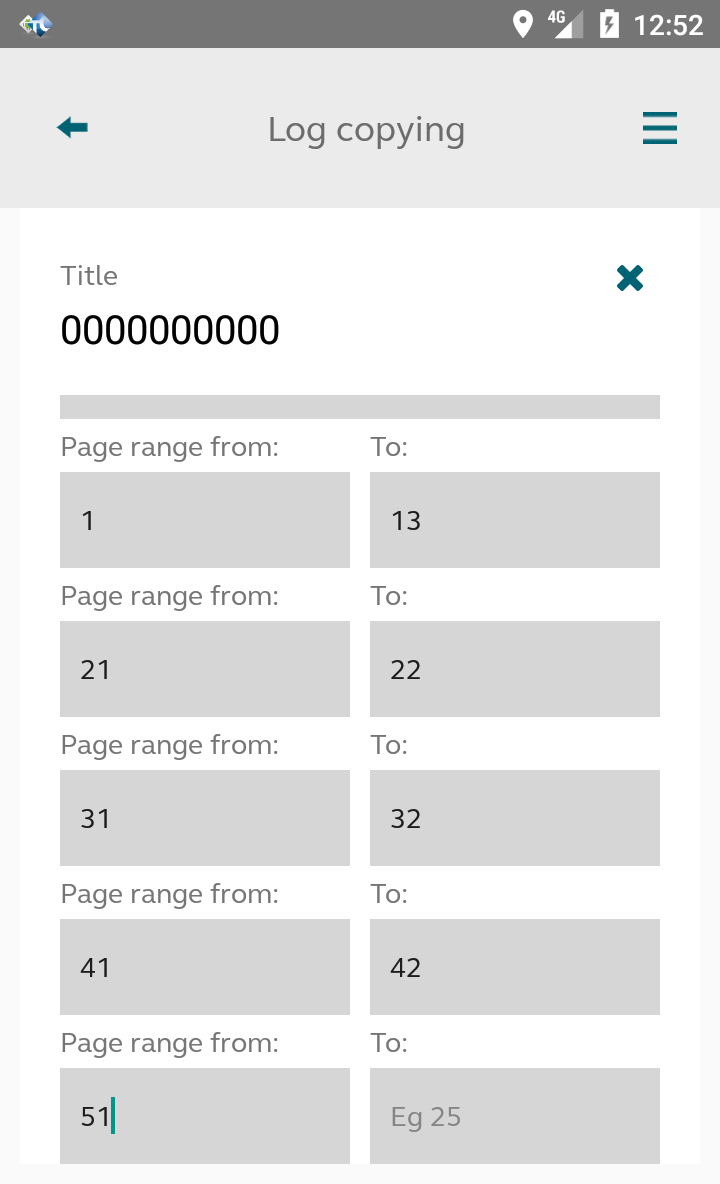 4G 12:52
Log copying
Title
0000000000
Page range from: To:
1 13
Page range from: To:
21 22
Page range from: To:
31 32
Page range from: To:
41 42
Page range from: To:
51 Eg 25